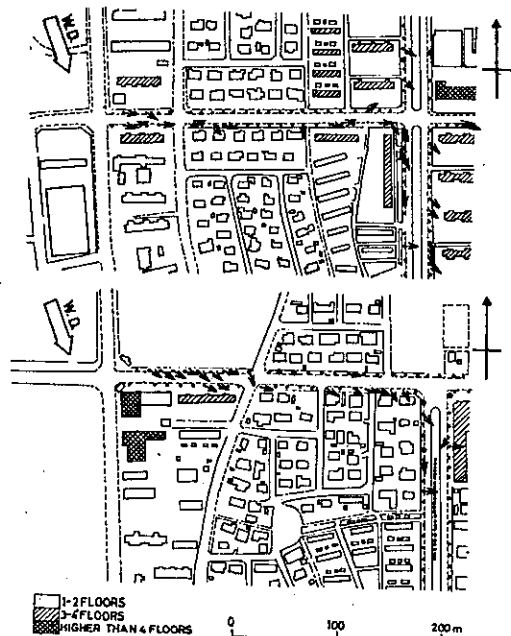 W.D.
W.D.
1-2 FLOORS
3-4 FLOORS
HIGHER THAN 4 FLOORS
0 100 200 m